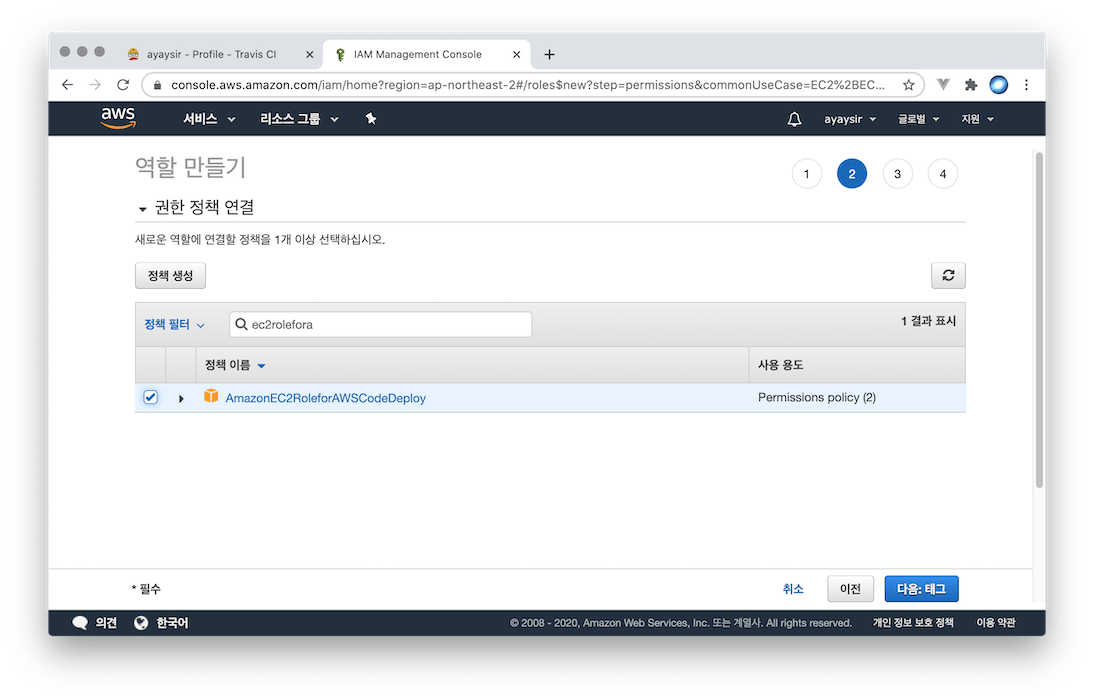 ayaysir - Profile - Travis CI
IAM Management Console
console.aws.amazon.com/iam/home?region=ap-northeast-2#/roles$new?step=permissions&commonUseCase=EC2%2BEC...
aws 서비스 리소스 그룹 ayaysir 글로벌 지원
역할 만들기
1 2 3 4
권한 정책 연결
새로운 역할에 연결할 정책을 1개 이상 선택하십시오.
정책 생성
정책 필터 ec2rolefora 1 결과 표시
정책 이름 사용 용도
AmazonEC2RoleforAWSCodeDeploy Permissions policy (2)
* 필수 취소 이전 다음: 태그
의견 한국어 © 2008 - 2020, Amazon Web Services, Inc. 또는 계열사. All rights reserved. 개인 정보 보호 정책 이용 약관